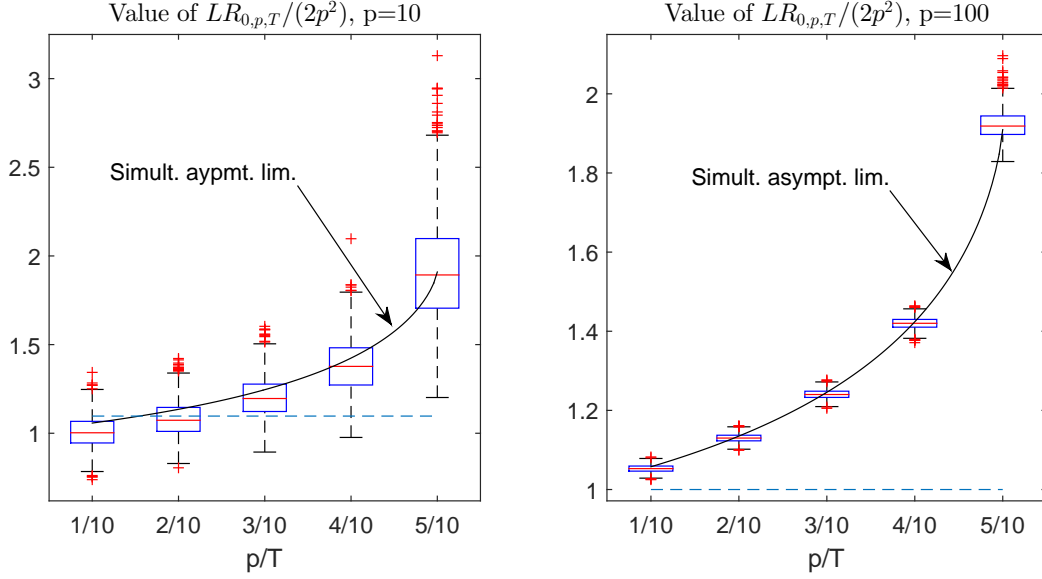 Value of $LR_{0,p,T}/(2p^2)$, p=10
3
2.5
2
1.5
1
Simult. aypmt. lim.
1/10 2/10 3/10 4/10 5/10
p/T
Value of $LR_{0,p,T}/(2p^2)$, p=100
2
1.8
1.6
1.4
1.2
1
Simult. asympt. lim.
1/10 2/10 3/10 4/10 5/10
p/T